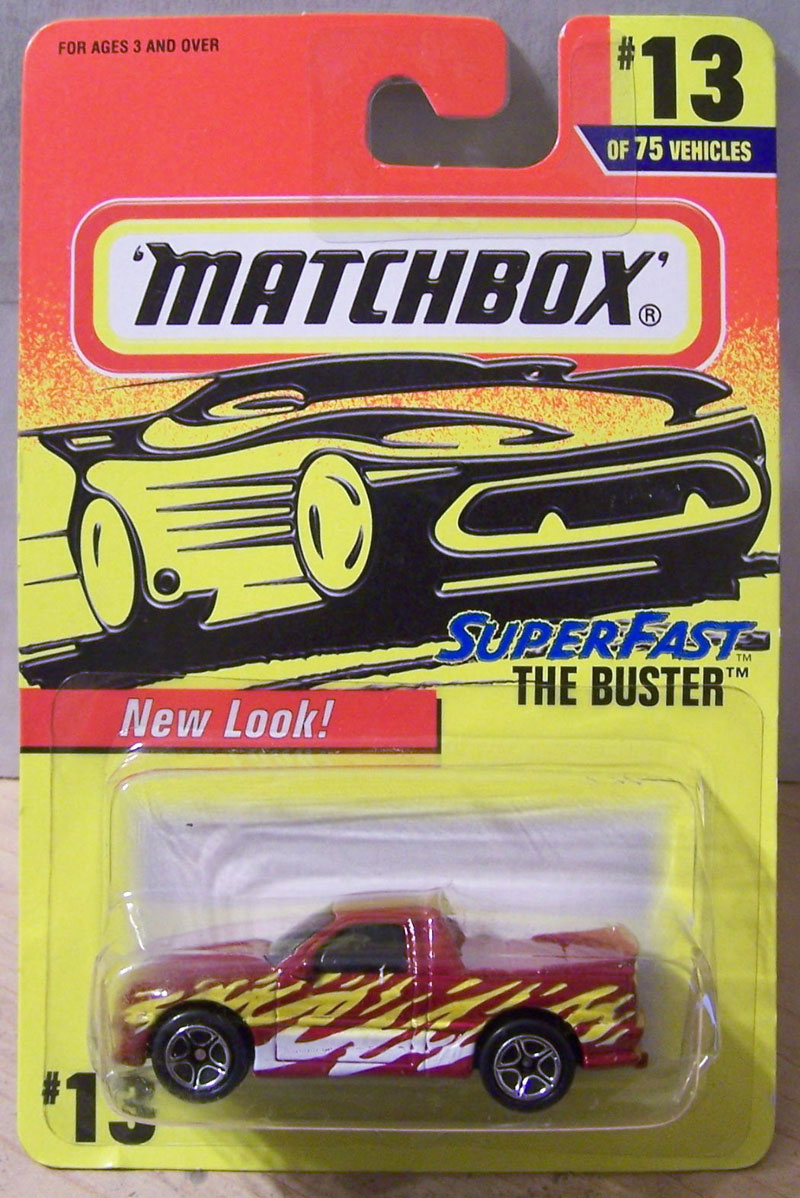 FOR AGES 3 AND OVER
#13
OF 75 VEHICLES
'MATCHBOX'®
SUPERFAST™
THE BUSTER™
New Look!
#13